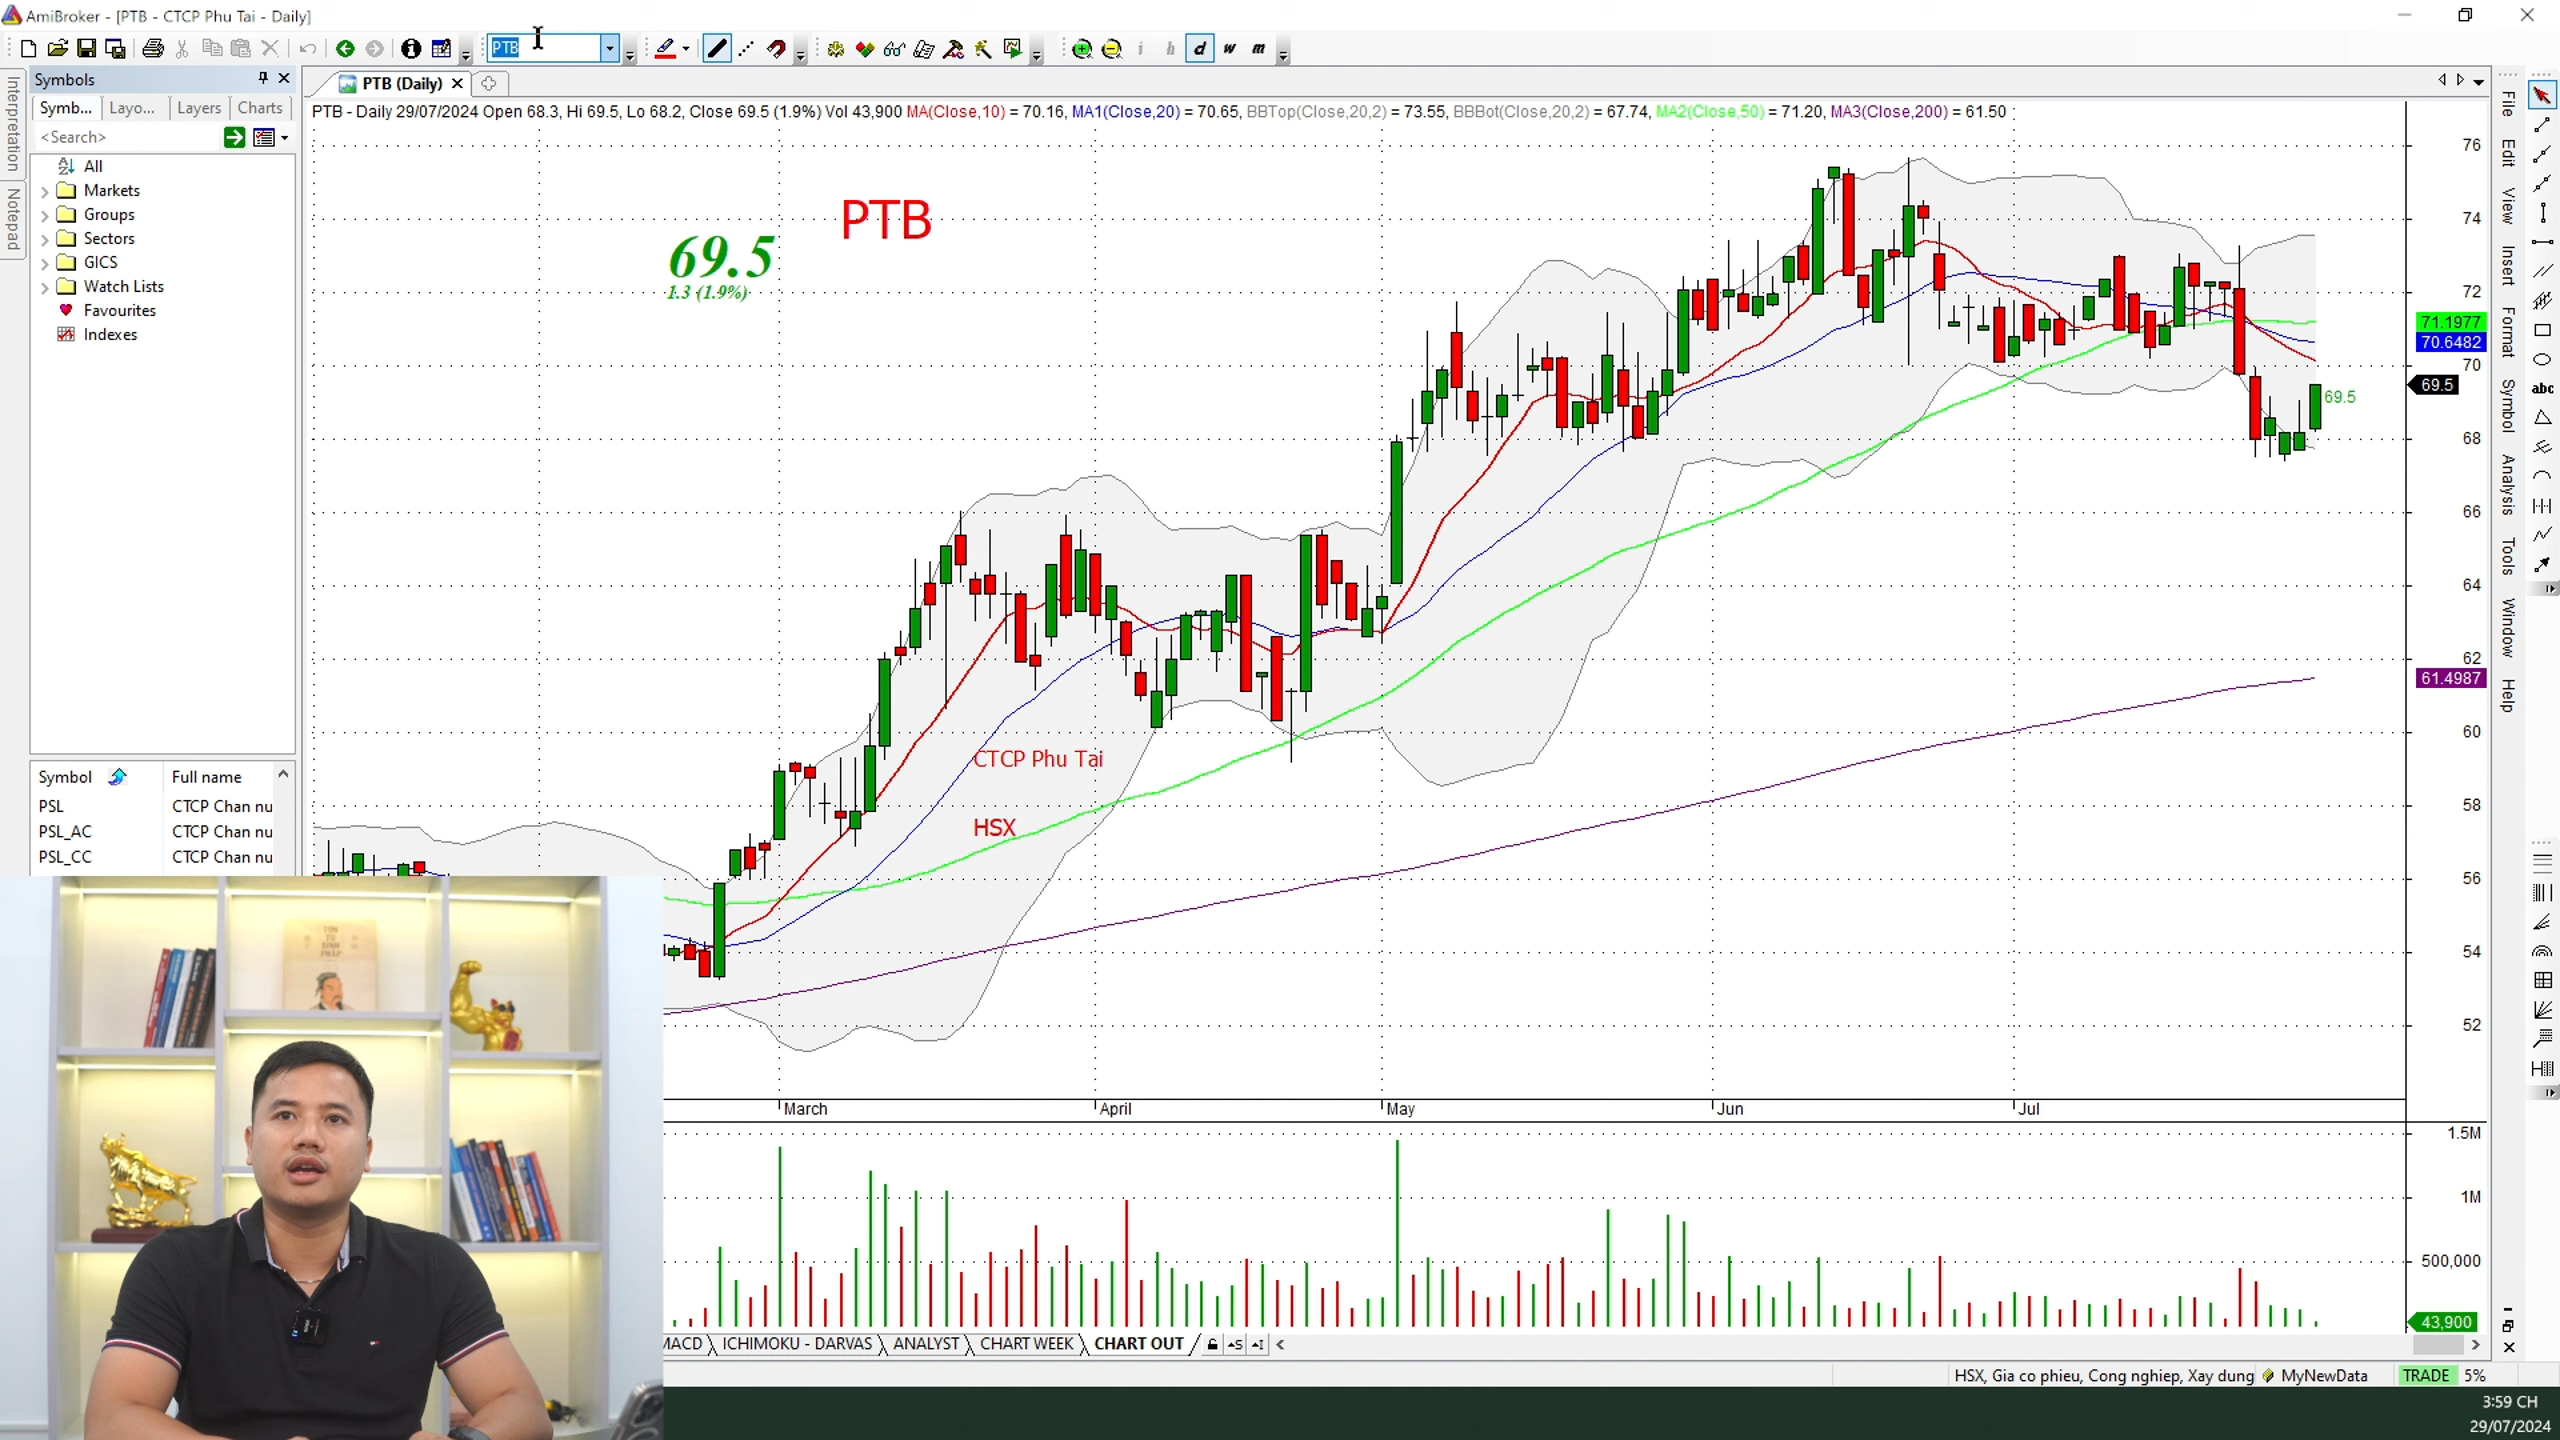 AmiBroker - [PTB - CTCP Phu Tai - Daily]
PTB
i h d w m
Symbols
PTB (Daily)
Interpretation
Notepad
Symb... Layo... Layers Charts
<Search>
All
Markets
Groups
Sectors
GICS
Watch Lists
Favourites
Indexes
Symbol Full name
PSL CTCP Chan nu
PSL_AC CTCP Chan nu
PSL_CC CTCP Chan nu
PTB - Daily 29/07/2024 Open 68.3, Hi 69.5, Lo 68.2, Close 69.5 (1.9%) Vol 43,900 MA(Close,10) = 70.16, MA1(Close,20) = 70.65, BBTop(Close,20,2) = 73.55, BBBot(Close,20,2) = 67.74, MA2(Close,50) = 71.20, MA3(Close,200) = 61.50
PTB
69.5
1.3 (1.9%)
CTCP Phu Tai
HSX
69.5
76
74
72
71.1977
70.6482
70
69.5
68
66
64
62
61.4987
60
58
56
54
52
March April May Jun Jul
1.5M
1M
500,000
43,900
File
Edit
View
Insert
Format
Symbol
Analysis
Tools
Window
Help
abc
TÔN
TỬ
BINH
PHÁP
MACD ICHIMOKU - DARVAS ANALYST CHART WEEK CHART OUT
HSX, Gia co phieu, Cong nghiep, Xay dung MyNewData TRADE 5%
3:59 CH
29/07/2024